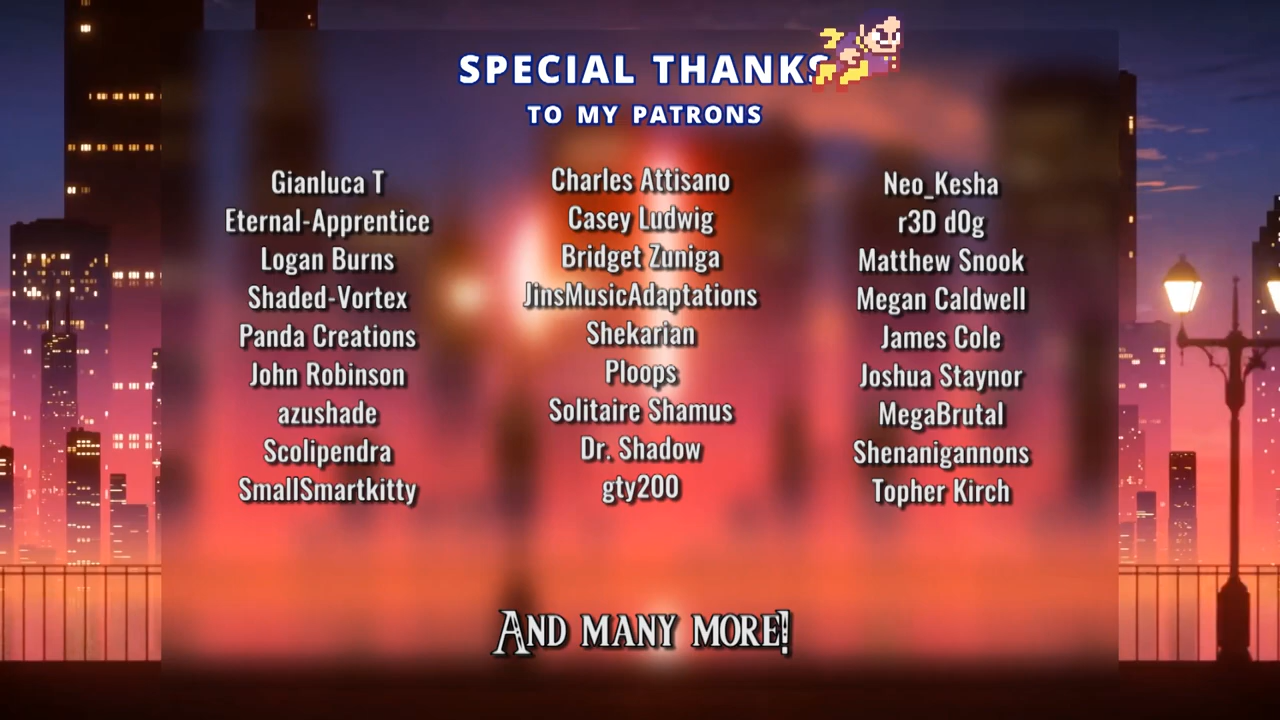 SPECIAL THANKS
TO MY PATRONS
Gianluca T
Eternal-Apprentice
Logan Burns
Shaded-Vortex
Panda Creations
John Robinson
azushade
Scolipendra
SmallSmartkitty
Charles Attisano
Casey Ludwig
Bridget Zuniga
JinsMusicAdaptations
Shekarian
Ploops
Solitaire Shamus
Dr. Shadow
gty200
Neo_Kesha
r3D d0g
Matthew Snook
Megan Caldwell
James Cole
Joshua Staynor
MegaBrutal
Shenanigannons
Topher Kirch
AND MANY MORE!